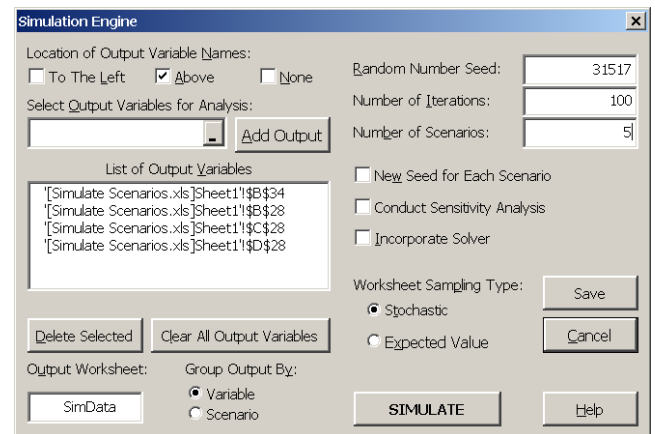 Simulation Engine
Location of Output Variable Names:
To The Left
Above
None
Select Output Variables for Analysis:
Add Output
List of Output Variables
'[Simulate Scenarios.xls]Sheet1'!$B$34
'[Simulate Scenarios.xls]Sheet1'!$B$28
'[Simulate Scenarios.xls]Sheet1'!$C$28
'[Simulate Scenarios.xls]Sheet1'!$D$28
Delete Selected
Clear All Output Variables
Output Worksheet:
SimData
Group Output By:
Variable
Scenario
Random Number Seed: 31517
Number of Iterations: 100
Number of Scenarios: 5
New Seed for Each Scenario
Conduct Sensitivity Analysis
Incorporate Solver
Worksheet Sampling Type:
Stochastic
Expected Value
Save
Cancel
SIMULATE
Help